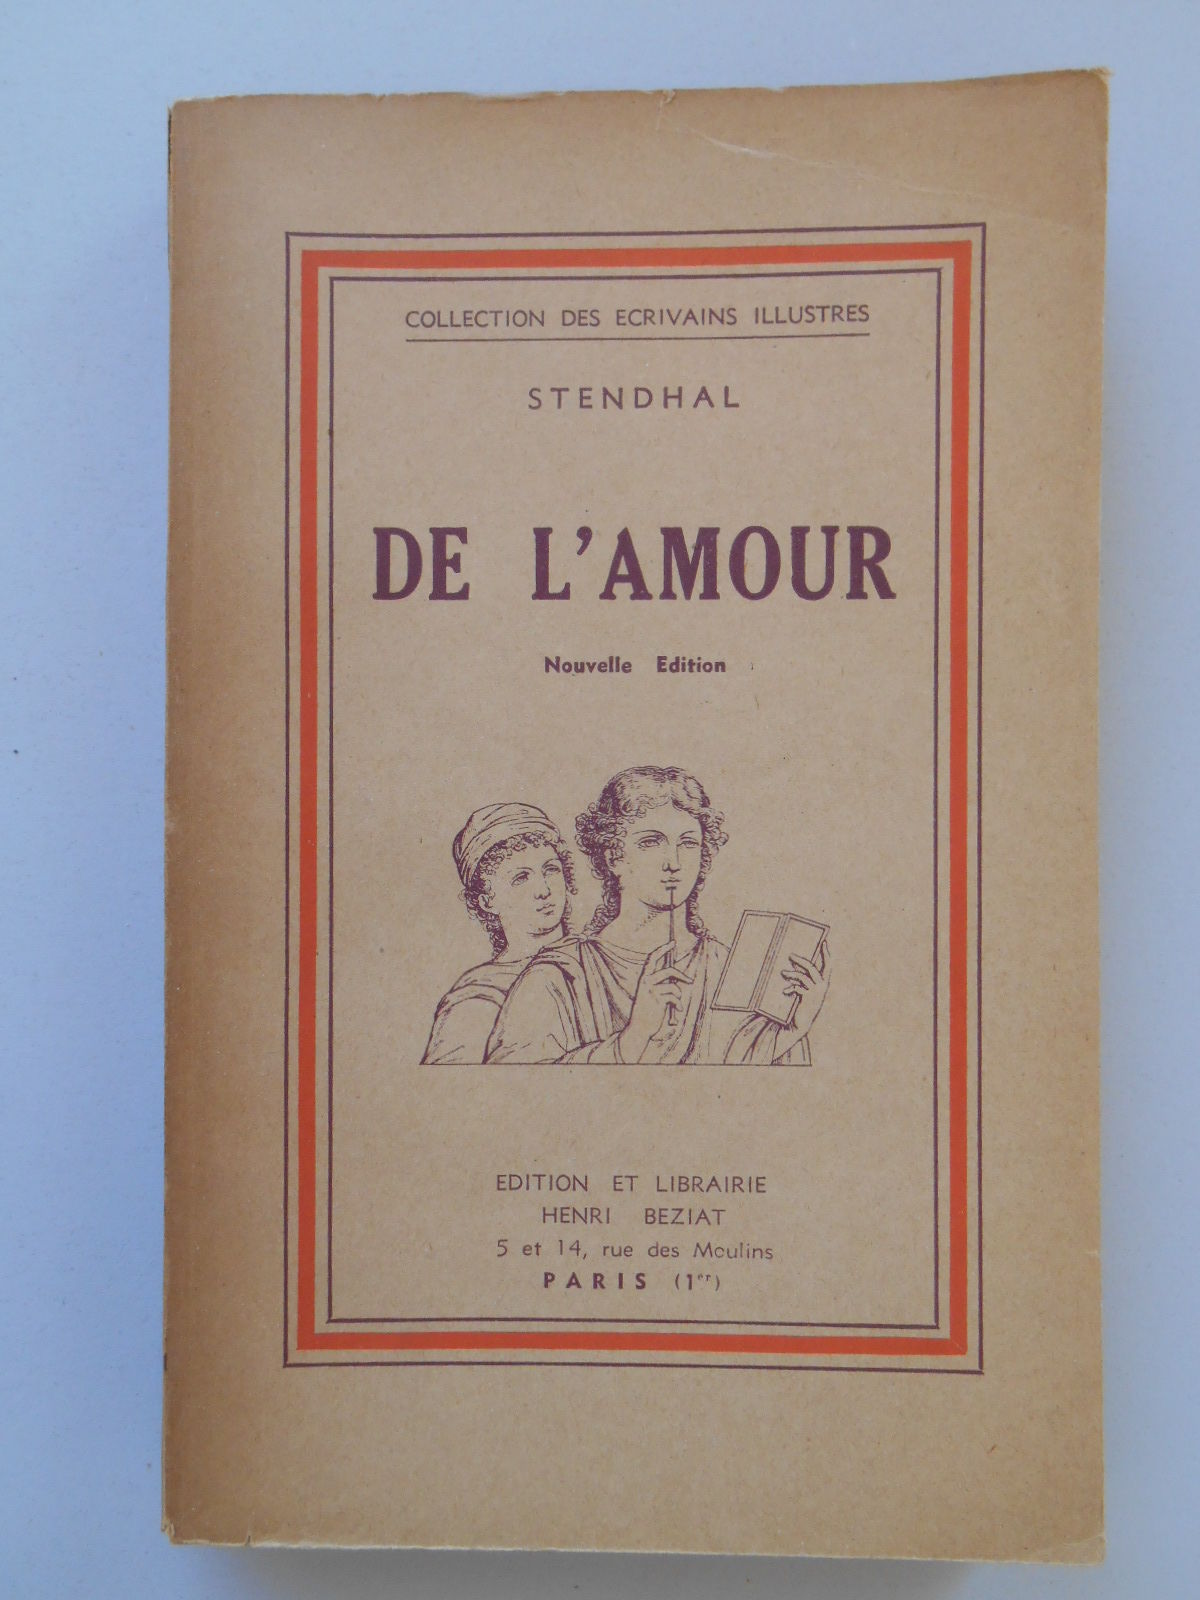 COLLECTION DES ECRIVAINS ILLUSTRES
STENDHAL
DE L'AMOUR
Nouvelle Edition
EDITION ET LIBRAIRIE
HENRI BEZIAT
5 et 14, rue des Moulins
PARIS (1er)